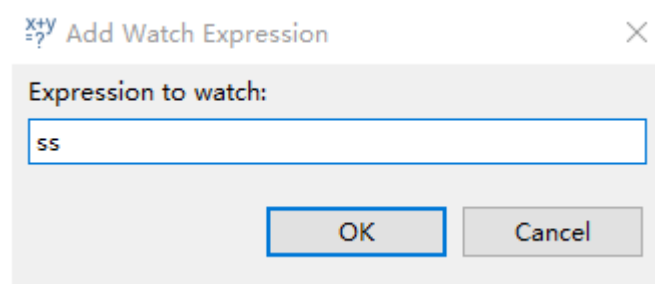 x+y
=?
Add Watch Expression
Expression to watch:
ss
OK
Cancel